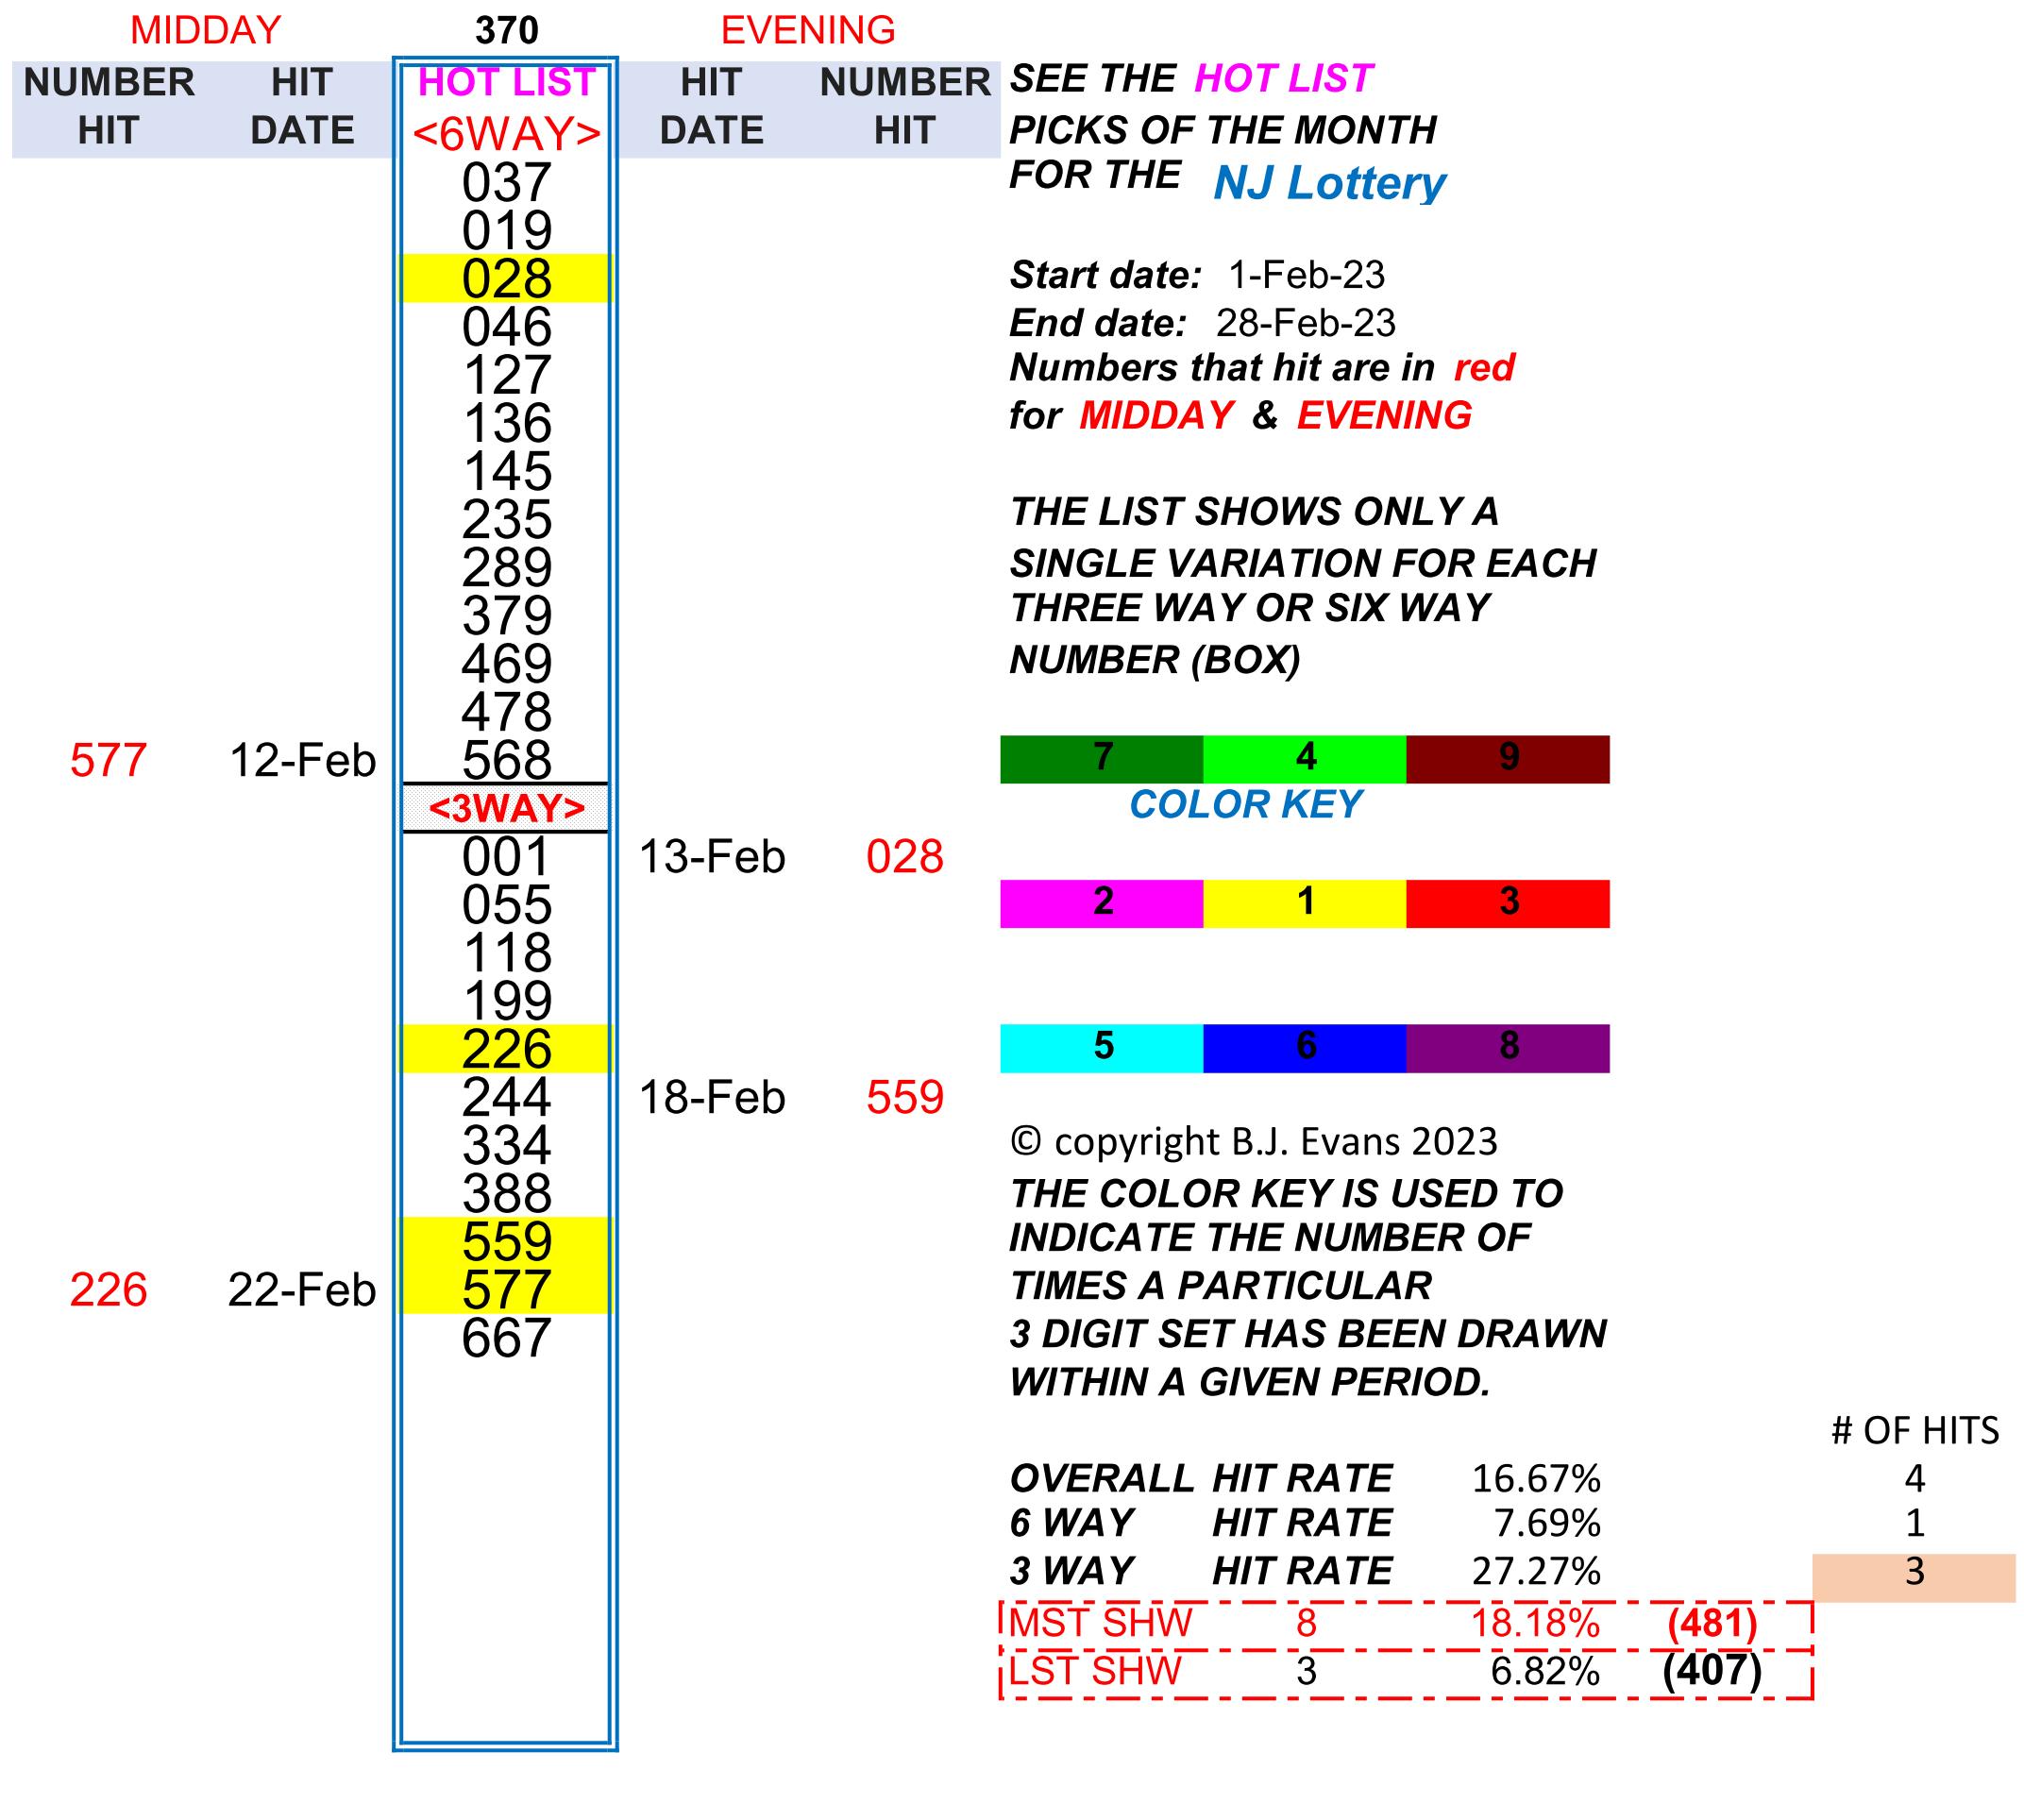 MIDDAY 370 EVENING
NUMBER HIT HOT LIST HIT NUMBER SEE THE HOT LIST
HIT DATE <6WAY> DATE HIT PICKS OF THE MONTH
037 FOR THE NJ Lottery
019
028 Start date: 1-Feb-23
046 End date: 28-Feb-23
127 Numbers that hit are in red
136 for MIDDAY & EVENING
145
235 THE LIST SHOWS ONLY A
289 SINGLE VARIATION FOR EACH
379 THREE WAY OR SIX WAY
469 NUMBER (BOX)
478
577 12-Feb 568 7 4 9
<3WAY> COLOR KEY
001 13-Feb 028
055 2 1 3
118
199
226 5 6 8
244 18-Feb 559
334 © copyright B.J. Evans 2023
388 THE COLOR KEY IS USED TO
559 INDICATE THE NUMBER OF
226 22-Feb 577 TIMES A PARTICULAR
667 3 DIGIT SET HAS BEEN DRAWN
WITHIN A GIVEN PERIOD.
# OF HITS
OVERALL HIT RATE 16.67% 4
6 WAY HIT RATE 7.69% 1
3 WAY HIT RATE 27.27% 3
MST SHW 8 18.18% (481)
LST SHW 3 6.82% (407)